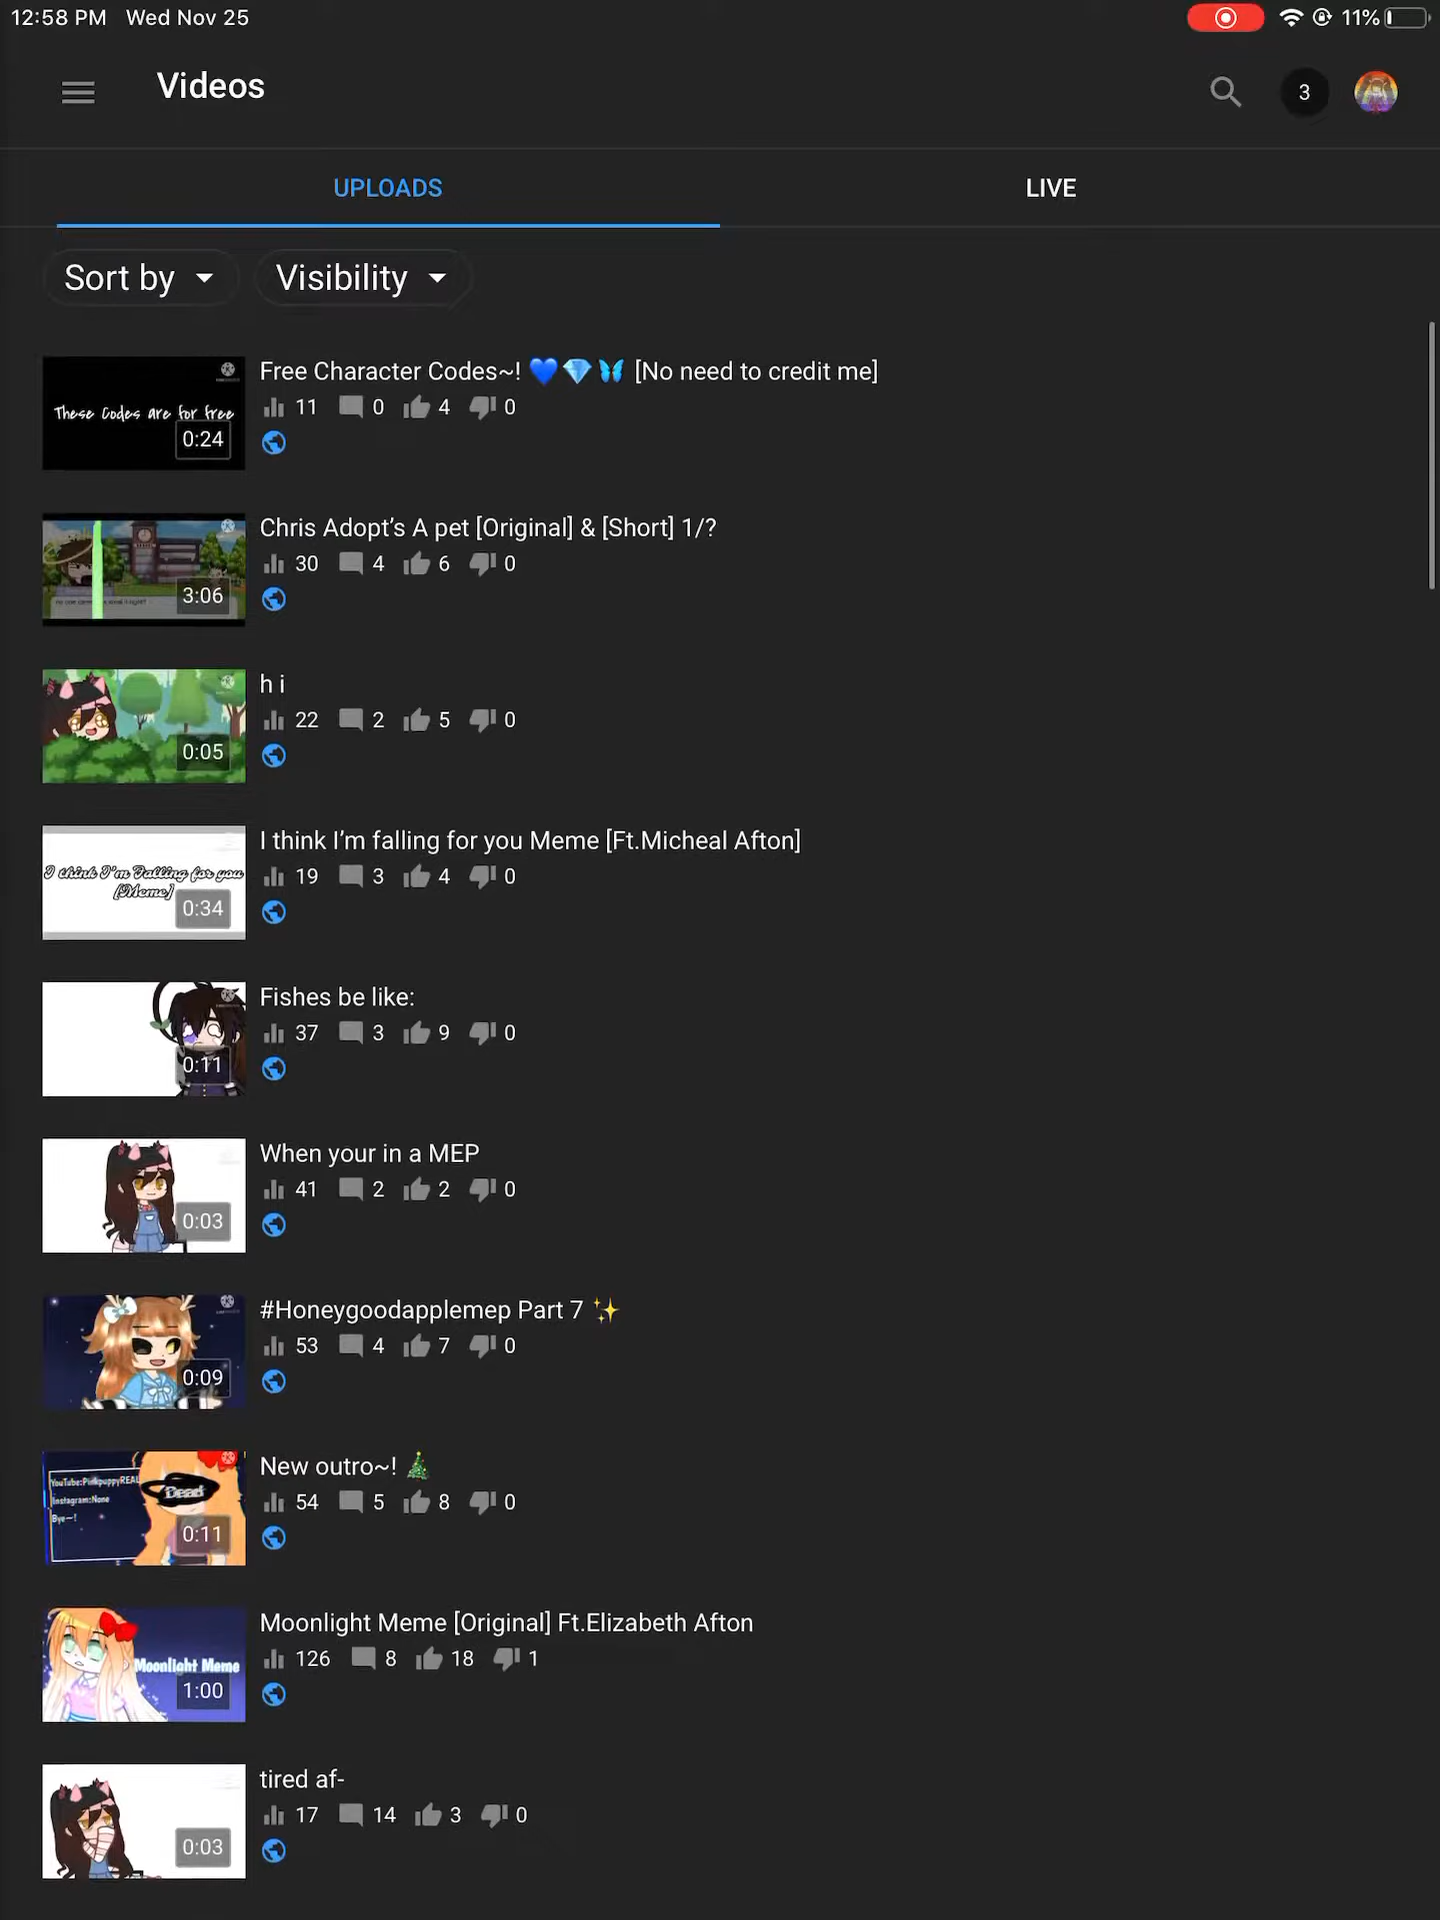 12:58 PM Wed Nov 25
11%
Videos
3
UPLOADS
LIVE
Sort by
Visibility
These Codes are for free
0:24
Free Character Codes~! 💙💎🦋 [No need to credit me]
11 0 4 0
3:06
Chris Adopt’s A pet [Original] & [Short] 1/?
30 4 6 0
0:05
h i
22 2 5 0
I think I'm Falling for you
[Meme]
0:34
I think I’m falling for you Meme [Ft.Micheal Afton]
19 3 4 0
0:11
Fishes be like:
37 3 9 0
0:03
When your in a MEP
41 2 2 0
0:09
#Honeygoodapplemep Part 7 ✨
53 4 7 0
YouTube:PinkpuppyREAL
Instagram:None
Bye~!
Dead
0:11
New outro~! 🎄
54 5 8 0
Moonlight Meme
1:00
Moonlight Meme [Original] Ft.Elizabeth Afton
126 8 18 1
0:03
tired af-
17 14 3 0